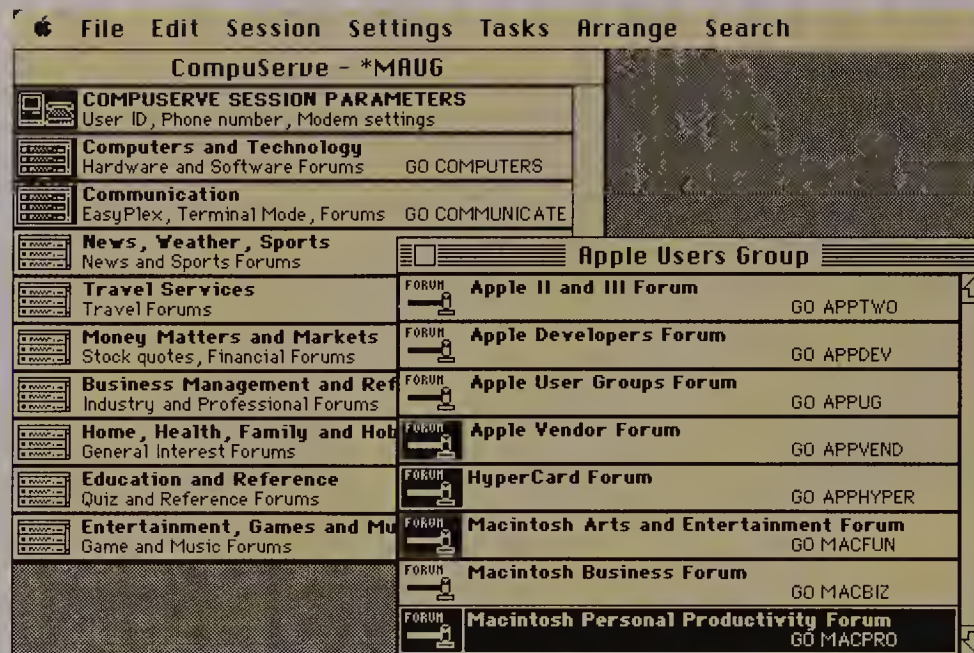 File Edit Session Settings Tasks Arrange Search
CompuServe - *MAUG
COMPUSERVE SESSION PARAMETERS
User ID, Phone number, Modem settings
Computers and Technology
Hardware and Software Forums GO COMPUTERS
Communication
EasyPlex, Terminal Mode, Forums GO COMMUNICATE
News, Weather, Sports
News and Sports Forums
Travel Services
Travel Forums
Money Matters and Markets
Stock quotes, Financial Forums
Business Management and Ref
Industry and Professional Forums
Home, Health, Family and Hob
General Interest Forums
Education and Reference
Quiz and Reference Forums
Entertainment, Games and Mu
Game and Music Forums
Apple Users Group
FORUM Apple II and III Forum
GO APPTWO
FORUM Apple Developers Forum
GO APPDEV
FORUM Apple User Groups Forum
GO APPUG
FORUM Apple Vendor Forum
GO APPVEND
FORUM HyperCard Forum
GO APPHYPER
FORUM Macintosh Arts and Entertainment Forum
GO MACFUN
FORUM Macintosh Business Forum
GO MACBIZ
FORUM Macintosh Personal Productivity Forum
GO MACPRO